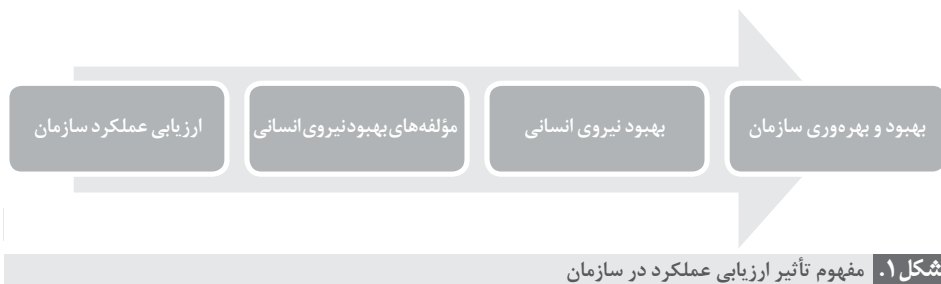 ارزیابی عملکرد سازمان
مؤلفه‌های بهبود نیروی انسانی
بهبود نیروی انسانی
بهبود و بهره‌وری سازمان
شکل ۱. مفهوم تأثیر ارزیابی عملکرد در سازمان